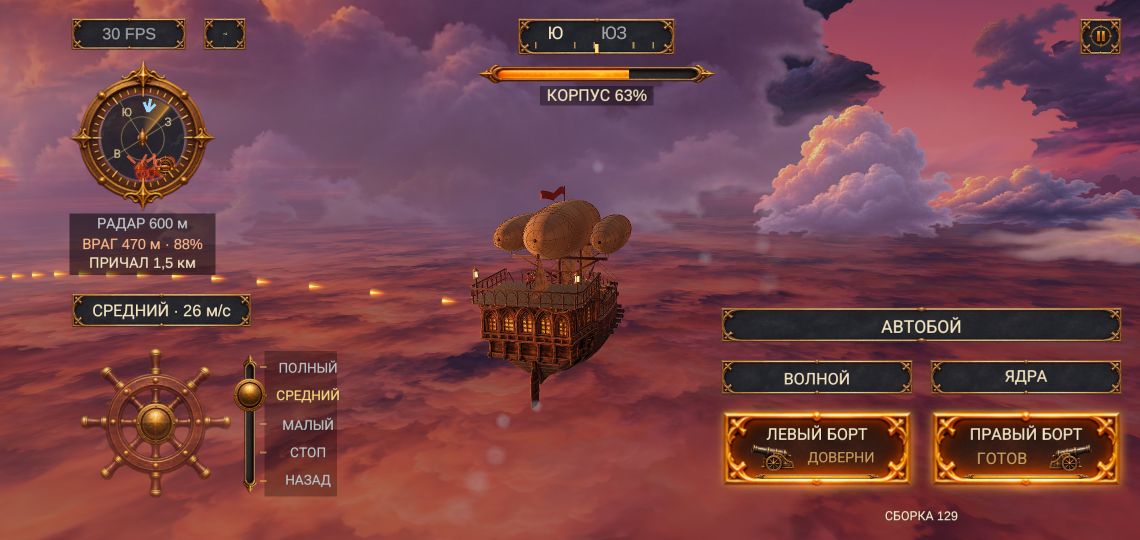 30 FPS
Ю ЮЗ
КОРПУС 63%
Ю
З
В
РАДАР 600 м
ВРАГ 470 м · 88%
ПРИЧАЛ 1,5 км
СРЕДНИЙ · 26 м/с
ПОЛНЫЙ
СРЕДНИЙ
МАЛЫЙ
СТОП
НАЗАД
АВТОБОЙ
ВОЛНОЙ
ЯДРА
ЛЕВЫЙ БОРТ
ДОВЕРНИ
ПРАВЫЙ БОРТ
ГОТОВ
СБОРКА 129